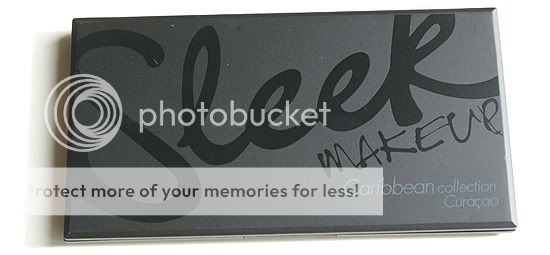 Sleek
MAKEUP
photobucket
Protect more of your memories for less!
Caribbean collection
Curaçao